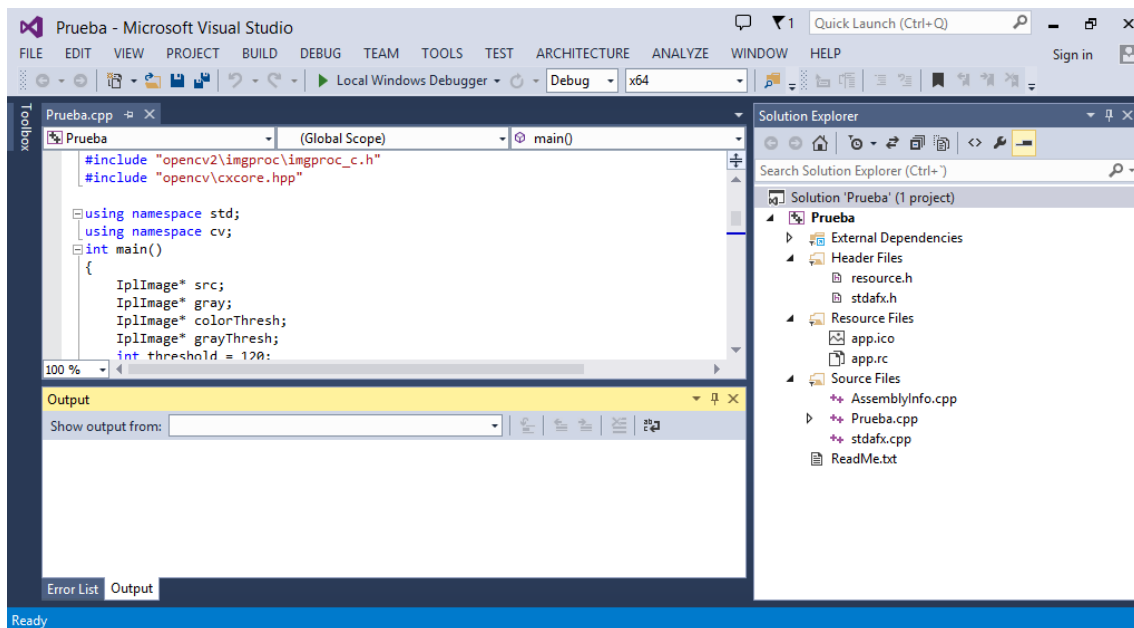 Prueba - Microsoft Visual Studio
1
Quick Launch (Ctrl+Q)
FILE EDIT VIEW PROJECT BUILD DEBUG TEAM TOOLS TEST ARCHITECTURE ANALYZE WINDOW HELP
Sign in
Local Windows Debugger
Debug
x64
Toolbox
Prueba.cpp
Prueba
(Global Scope)
main()
#include "opencv2\imgproc\imgproc_c.h"
#include "opencv\cxcore.hpp"
using namespace std;
using namespace cv;
int main()
{
IplImage* src;
IplImage* gray;
IplImage* colorThresh;
IplImage* grayThresh;
int threshold = 120;
100 %
Output
Show output from:
Error List Output
Ready
Solution Explorer
Search Solution Explorer (Ctrl+`)
Solution 'Prueba' (1 project)
Prueba
External Dependencies
Header Files
resource.h
stdafx.h
Resource Files
app.ico
app.rc
Source Files
AssemblyInfo.cpp
Prueba.cpp
stdafx.cpp
ReadMe.txt